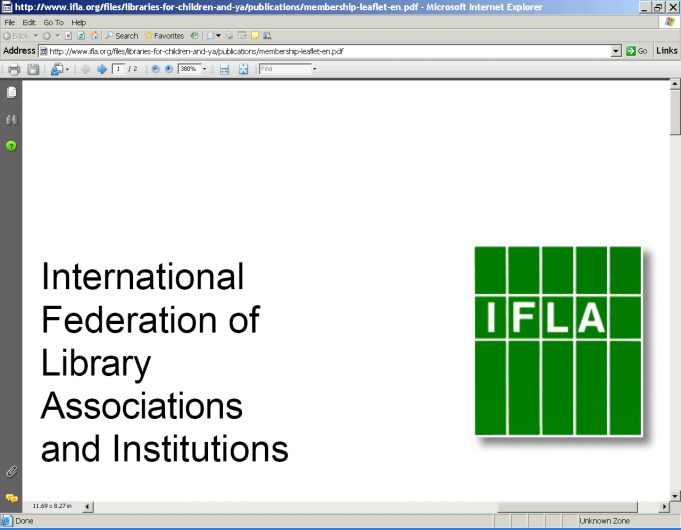 http://www.ifla.org/files/libraries-for-children-and-ya/publications/membership-leaflet-en.pdf - Microsoft Internet Explorer
File Edit Go To Help
Back Search Favorites
Address http://www.ifla.org/files/libraries-for-children-and-ya/publications/membership-leaflet-en.pdf Go Links
1 / 2 380% Find
International
Federation of
Library
Associations
and Institutions
IFLA
11.69 x 8.27 in
Done Unknown Zone